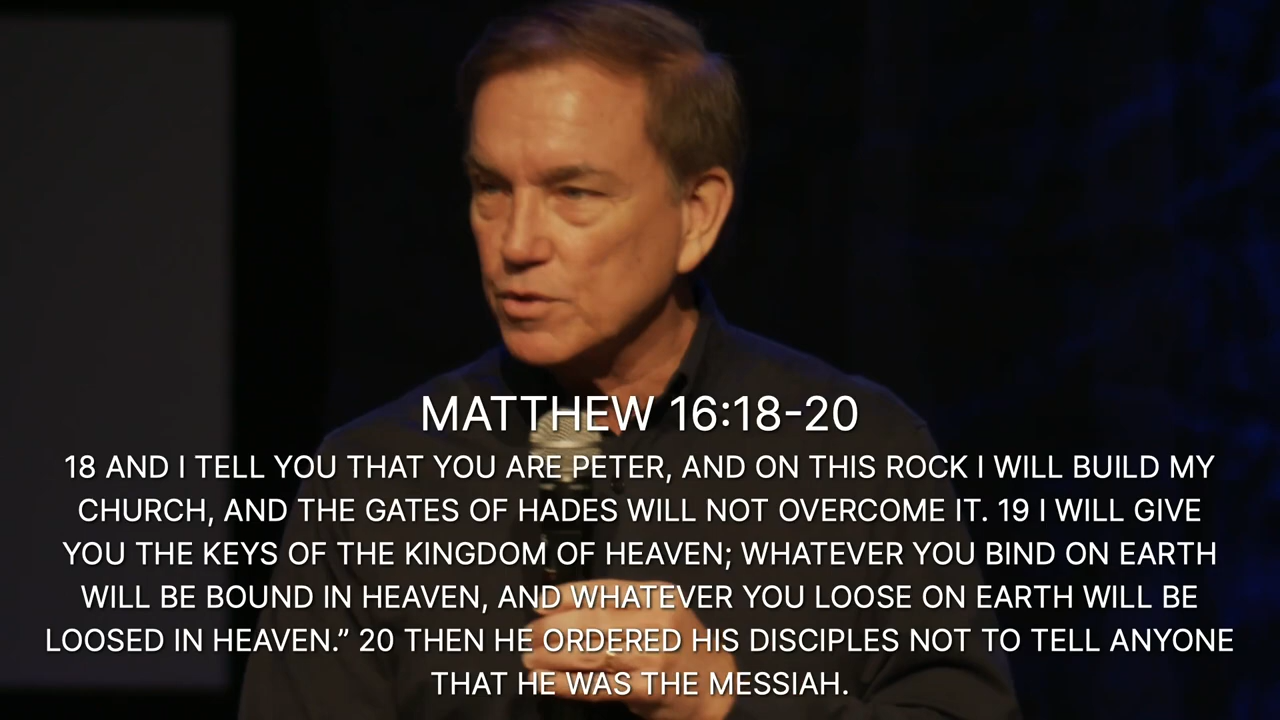 MATTHEW 16:18-20
18 AND I TELL YOU THAT YOU ARE PETER, AND ON THIS ROCK I WILL BUILD MY
CHURCH, AND THE GATES OF HADES WILL NOT OVERCOME IT. 19 I WILL GIVE
YOU THE KEYS OF THE KINGDOM OF HEAVEN; WHATEVER YOU BIND ON EARTH
WILL BE BOUND IN HEAVEN, AND WHATEVER YOU LOOSE ON EARTH WILL BE
LOOSED IN HEAVEN.” 20 THEN HE ORDERED HIS DISCIPLES NOT TO TELL ANYONE
THAT HE WAS THE MESSIAH.